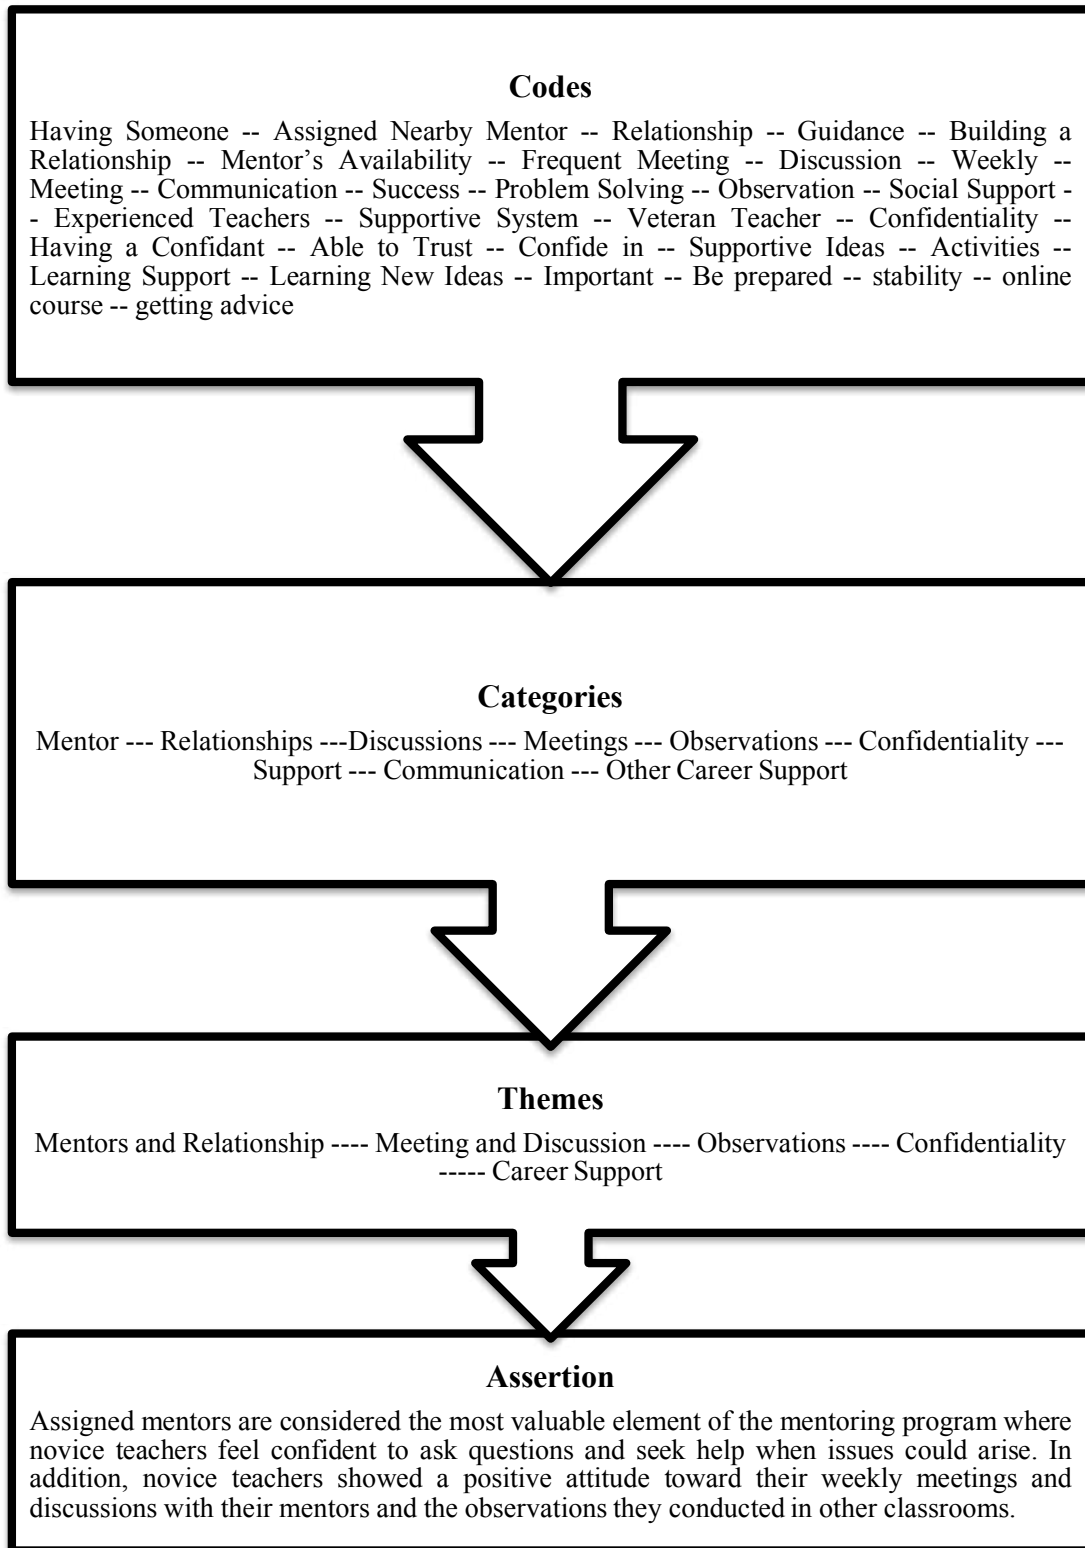 Codes
Having Someone -- Assigned Nearby Mentor -- Relationship -- Guidance -- Building a
Relationship -- Mentor’s Availability -- Frequent Meeting -- Discussion -- Weekly --
Meeting -- Communication -- Success -- Problem Solving -- Observation -- Social Support -
- Experienced Teachers -- Supportive System -- Veteran Teacher -- Confidentiality --
Having a Confidant -- Able to Trust -- Confide in -- Supportive Ideas -- Activities --
Learning Support -- Learning New Ideas -- Important -- Be prepared -- stability -- online
course -- getting advice
Categories
Mentor --- Relationships ---Discussions --- Meetings --- Observations --- Confidentiality ---
Support --- Communication --- Other Career Support
Themes
Mentors and Relationship ---- Meeting and Discussion ---- Observations ---- Confidentiality
----- Career Support
Assertion
Assigned mentors are considered the most valuable element of the mentoring program where
novice teachers feel confident to ask questions and seek help when issues could arise. In
addition, novice teachers showed a positive attitude toward their weekly meetings and
discussions with their mentors and the observations they conducted in other classrooms.